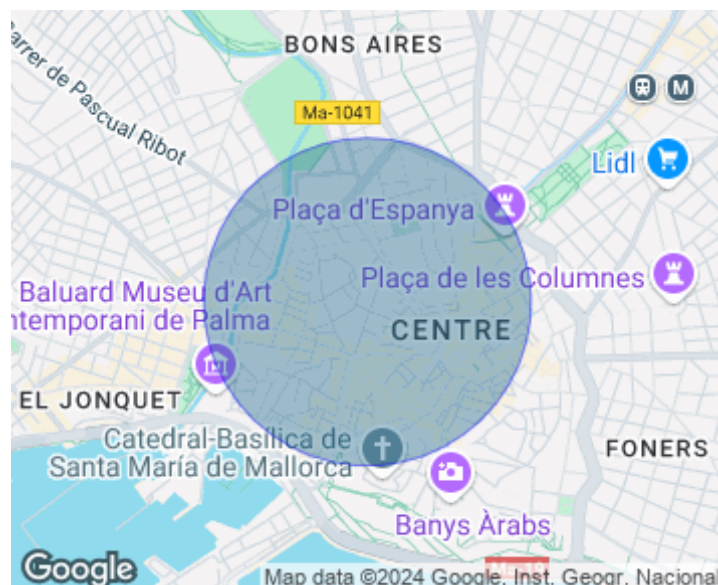 BONS AIRES
Carrer de Pascual Ribot
Ma-1041
M
Lidl
Plaça d'Espanya
Plaça de les Columnes
Baluard Museu d'Art
ntemporani de Palma
CENTRE
EL JONQUET
Catedral-Basílica de
Santa María de Mallorca
FONERS
Banys Àrabs
Google
Map data ©2024 Google, Inst. Geogr. Nacional